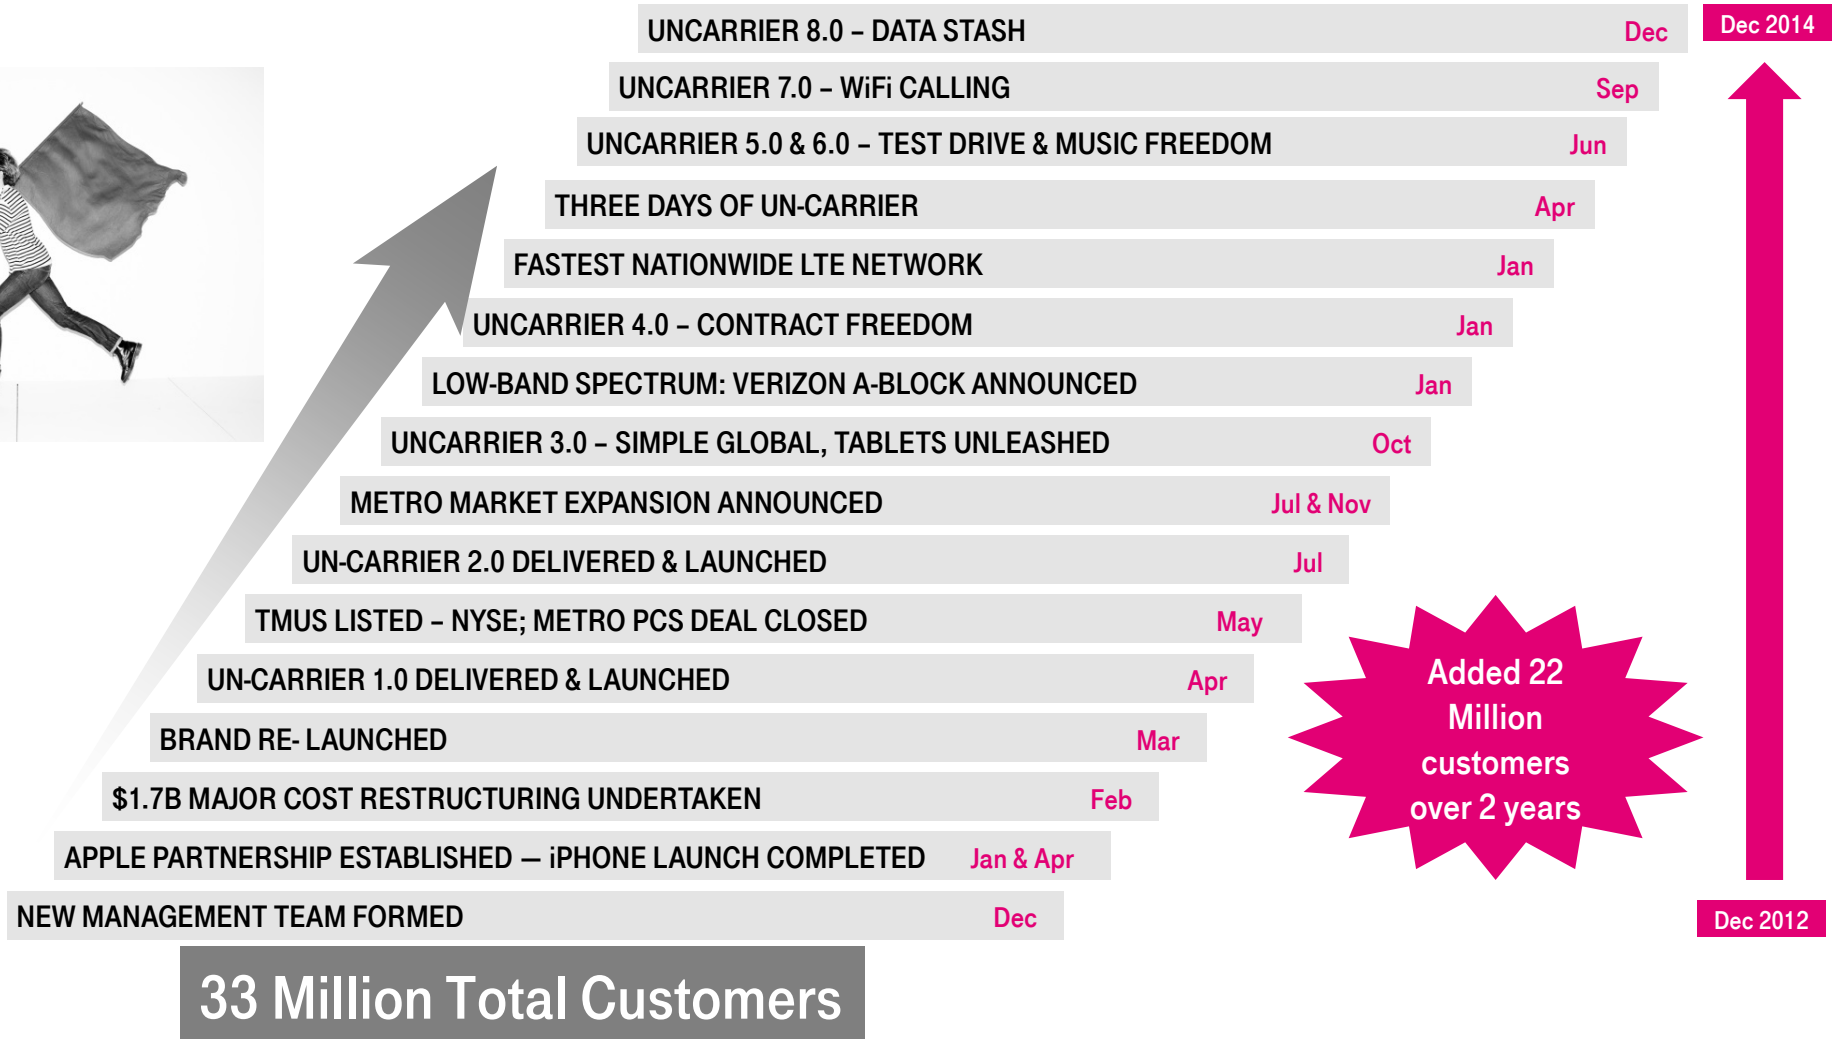 UNCARRIER 8.0 – DATA STASH Dec
Dec 2014
UNCARRIER 7.0 – WiFi CALLING Sep
UNCARRIER 5.0 & 6.0 – TEST DRIVE & MUSIC FREEDOM Jun
THREE DAYS OF UN-CARRIER Apr
FASTEST NATIONWIDE LTE NETWORK Jan
UNCARRIER 4.0 – CONTRACT FREEDOM Jan
LOW-BAND SPECTRUM: VERIZON A-BLOCK ANNOUNCED Jan
UNCARRIER 3.0 – SIMPLE GLOBAL, TABLETS UNLEASHED Oct
METRO MARKET EXPANSION ANNOUNCED Jul & Nov
UN-CARRIER 2.0 DELIVERED & LAUNCHED Jul
TMUS LISTED – NYSE; METRO PCS DEAL CLOSED May
UN-CARRIER 1.0 DELIVERED & LAUNCHED Apr
BRAND RE- LAUNCHED Mar
$1.7B MAJOR COST RESTRUCTURING UNDERTAKEN Feb
APPLE PARTNERSHIP ESTABLISHED — iPHONE LAUNCH COMPLETED Jan & Apr
NEW MANAGEMENT TEAM FORMED Dec
Added 22
Million
customers
over 2 years
Dec 2012
33 Million Total Customers